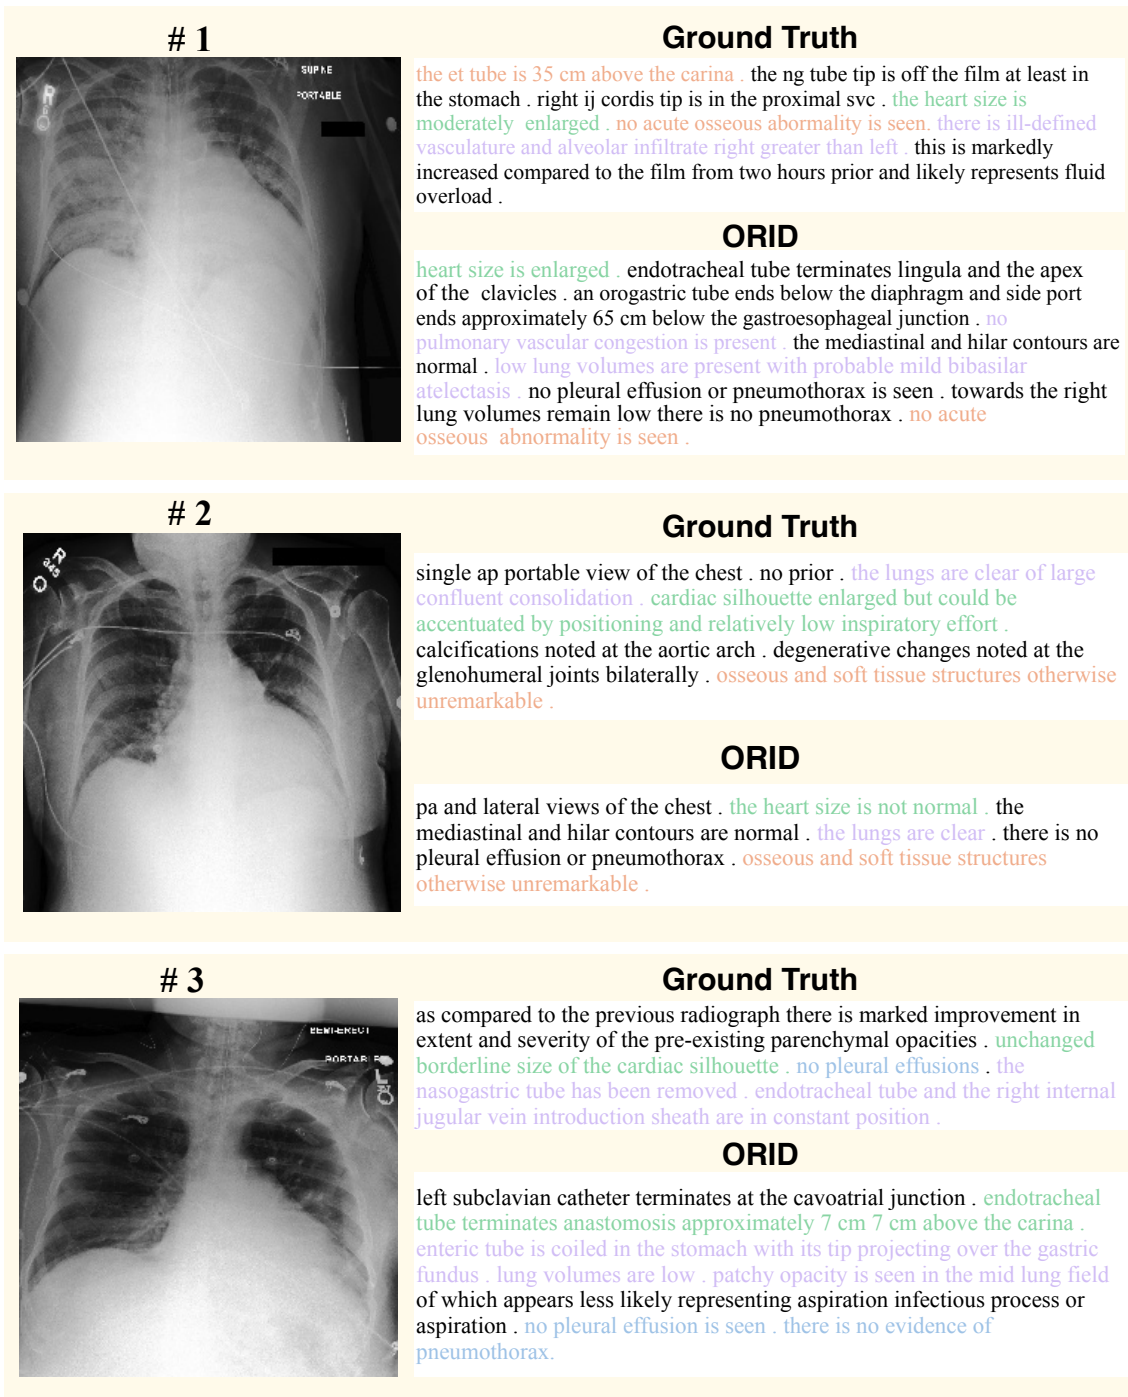 # 1
SUPINE
PORTABLE
R
Ground Truth
the et tube is 35 cm above the carina . the ng tube tip is off the film at least in
the stomach . right ij cordis tip is in the proximal svc . the heart size is
moderately enlarged . no acute osseous abormality is seen. there is ill-defined
vasculature and alveolar infiltrate right greater than left . this is markedly
increased compared to the film from two hours prior and likely represents fluid
overload .
ORID
heart size is enlarged . endotracheal tube terminates lingula and the apex
of the clavicles . an orogastric tube ends below the diaphragm and side port
ends approximately 65 cm below the gastroesophageal junction . no
pulmonary vascular congestion is present . the mediastinal and hilar contours are
normal . low lung volumes are present with probable mild bibasilar
atelectasis . no pleural effusion or pneumothorax is seen . towards the right
lung volumes remain low there is no pneumothorax . no acute
osseous abnormality is seen .
# 2
R
345
Ground Truth
single ap portable view of the chest . no prior . the lungs are clear of large
confluent consolidation . cardiac silhouette enlarged but could be
accentuated by positioning and relatively low inspiratory effort .
calcifications noted at the aortic arch . degenerative changes noted at the
glenohumeral joints bilaterally . osseous and soft tissue structures otherwise
unremarkable .
ORID
pa and lateral views of the chest . the heart size is not normal . the
mediastinal and hilar contours are normal . the lungs are clear . there is no
pleural effusion or pneumothorax . osseous and soft tissue structures
otherwise unremarkable .
# 3
SEMI-ERECT
PORTABLE
L
Ground Truth
as compared to the previous radiograph there is marked improvement in
extent and severity of the pre-existing parenchymal opacities . unchanged
borderline size of the cardiac silhouette . no pleural effusions . the
nasogastric tube has been removed . endotracheal tube and the right internal
jugular vein introduction sheath are in constant position .
ORID
left subclavian catheter terminates at the cavoatrial junction . endotracheal
tube terminates anastomosis approximately 7 cm 7 cm above the carina .
enteric tube is coiled in the stomach with its tip projecting over the gastric
fundus . lung volumes are low . patchy opacity is seen in the mid lung field
of which appears less likely representing aspiration infectious process or
aspiration . no pleural effusion is seen . there is no evidence of
pneumothorax.